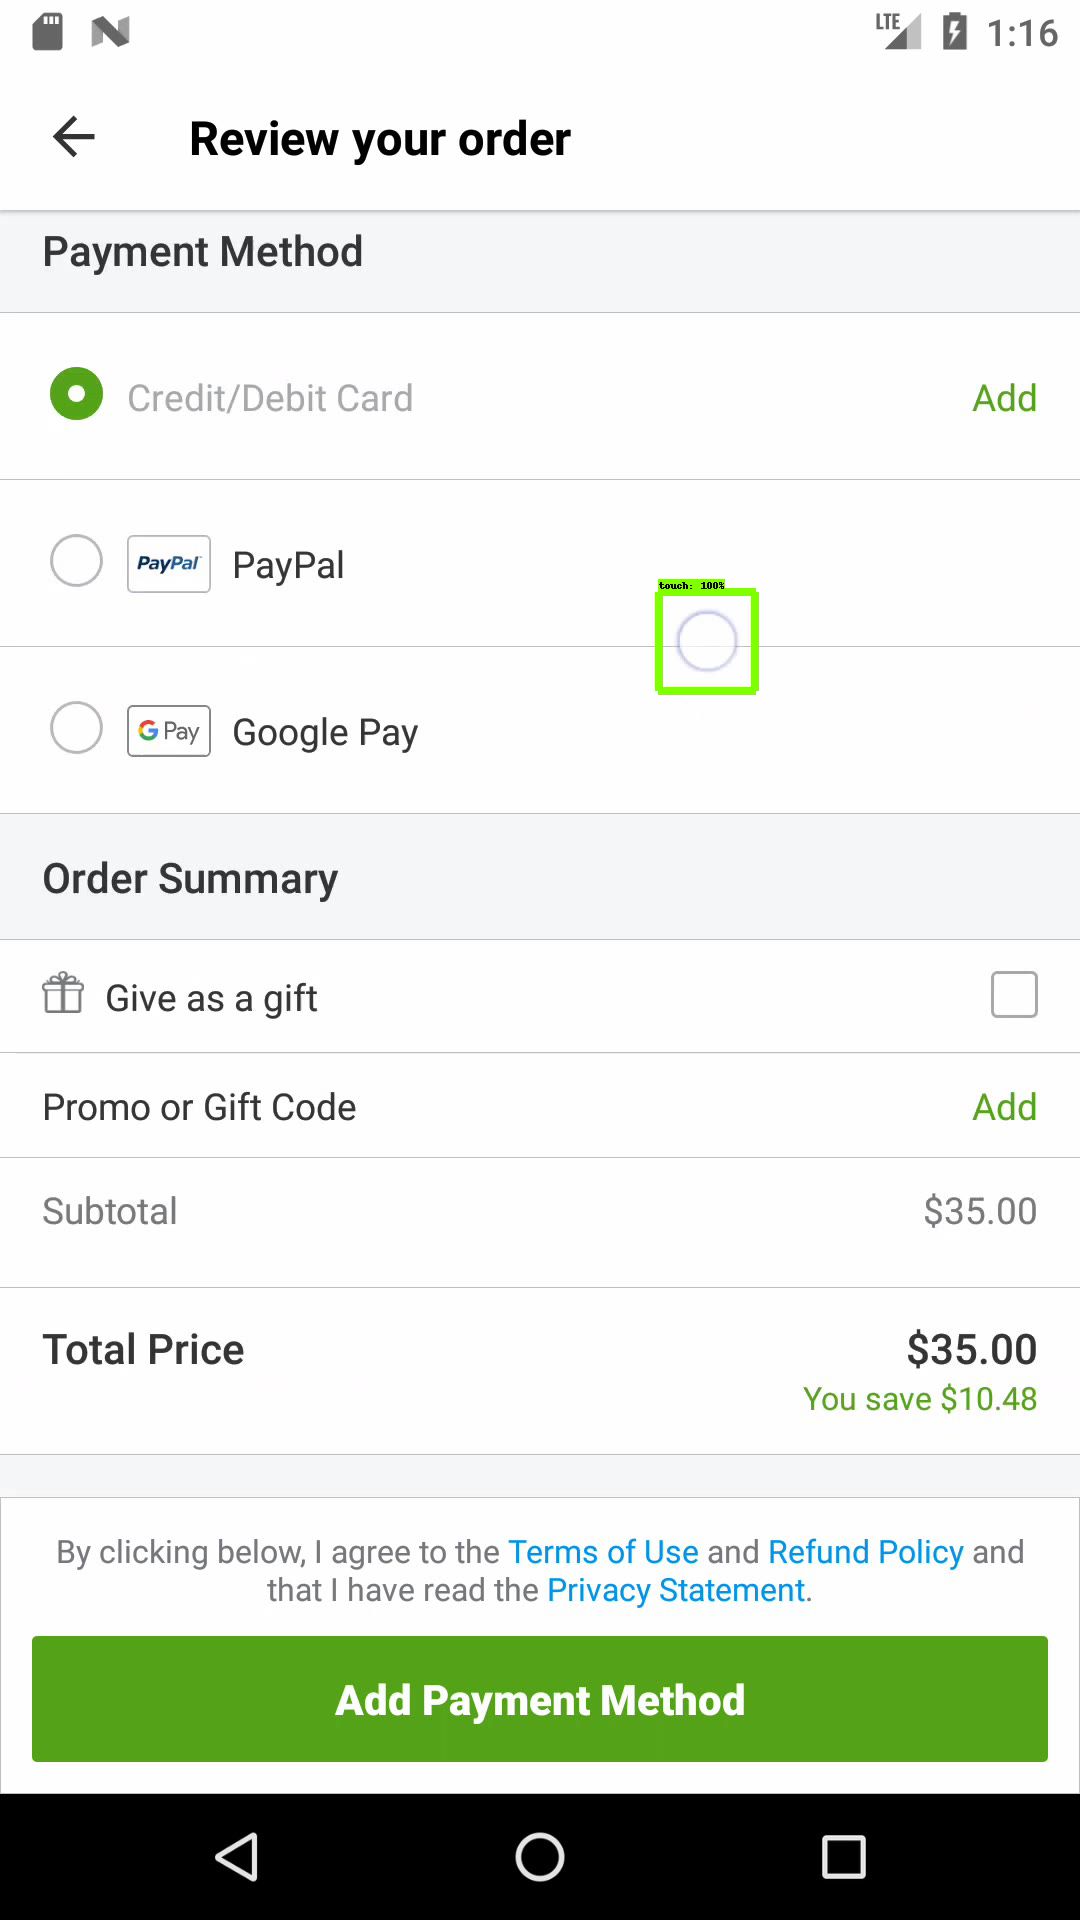 LTE 1:16
Review your order
Payment Method
Credit/Debit Card Add
PayPal PayPal
touch: 100%
G Pay Google Pay
Order Summary
Give as a gift
Promo or Gift Code Add
Subtotal $35.00
Total Price $35.00
You save $10.48
By clicking below, I agree to the Terms of Use and Refund Policy and
that I have read the Privacy Statement.
Add Payment Method